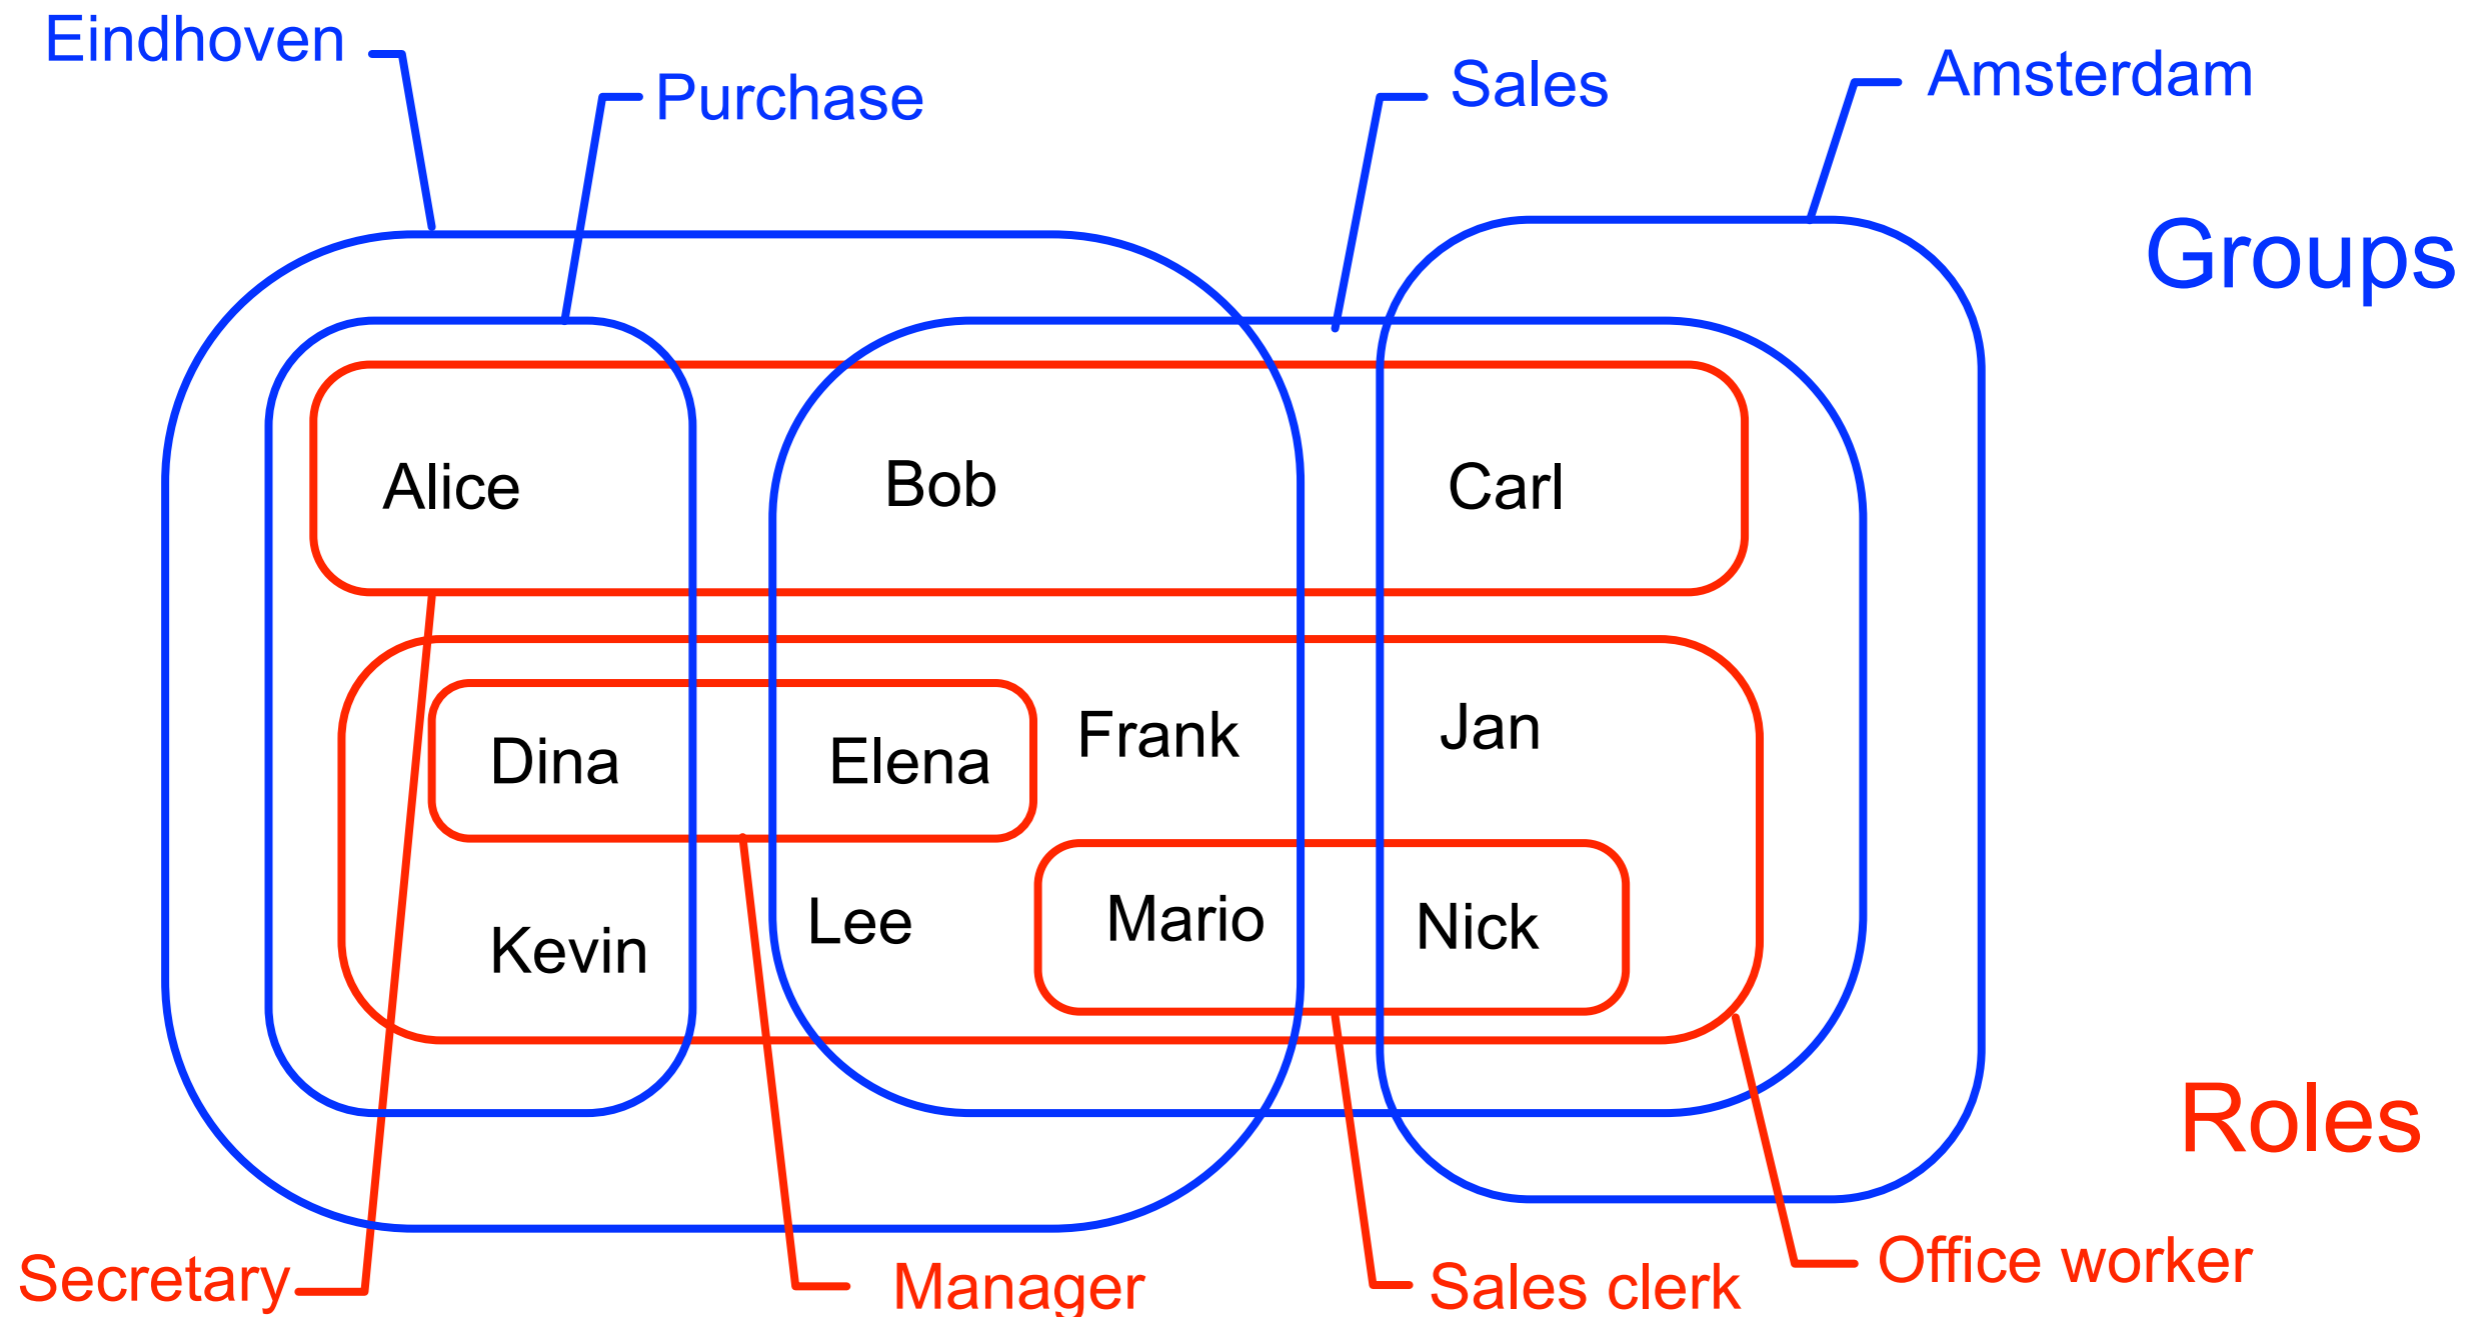 Eindhoven
Purchase
Sales
Amsterdam
Groups
Alice
Bob
Carl
Dina
Elena
Frank
Jan
Kevin
Lee
Mario
Nick
Roles
Secretary
Manager
Sales clerk
Office worker